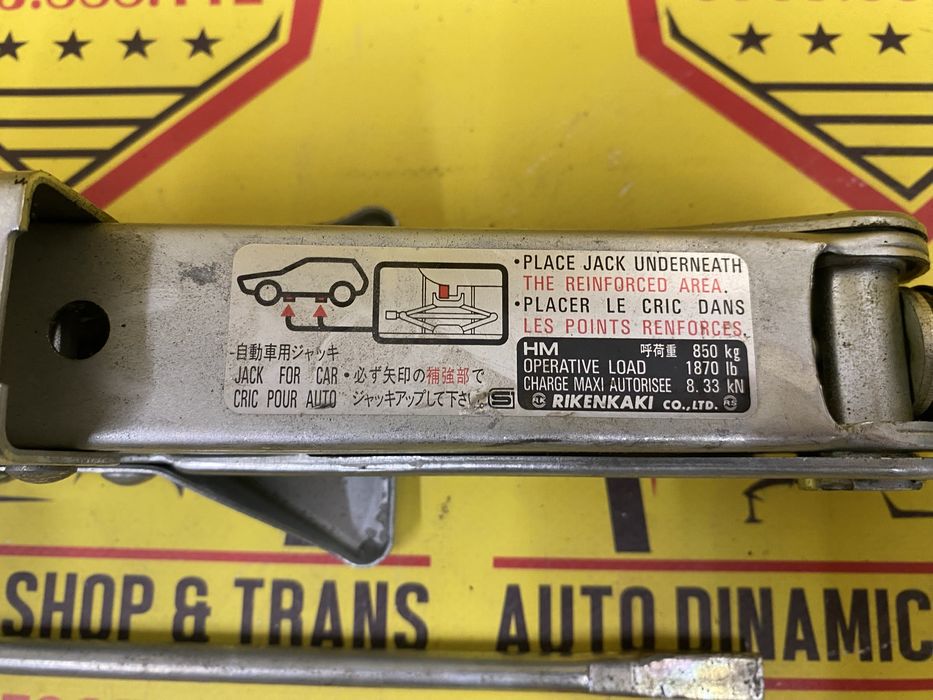 •PLACE JACK UNDERNEATH
THE REINFORCED AREA.
•PLACER LE CRIC DANS
LES POINTS RENFORCES.
-自動車用ジャッキ
JACK FOR CAR
CRIC POUR AUTO
•必ず矢印の補強部で
ジャッキアップして下さい
HM 呼荷重 850 kg
OPERATIVE LOAD 1870 lb
CHARGE MAXI AUTORISEE 8.33 kN
RK RIKENKAKI CO.,LTD. RS
SHOP & TRANS
AUTO DINAMIC